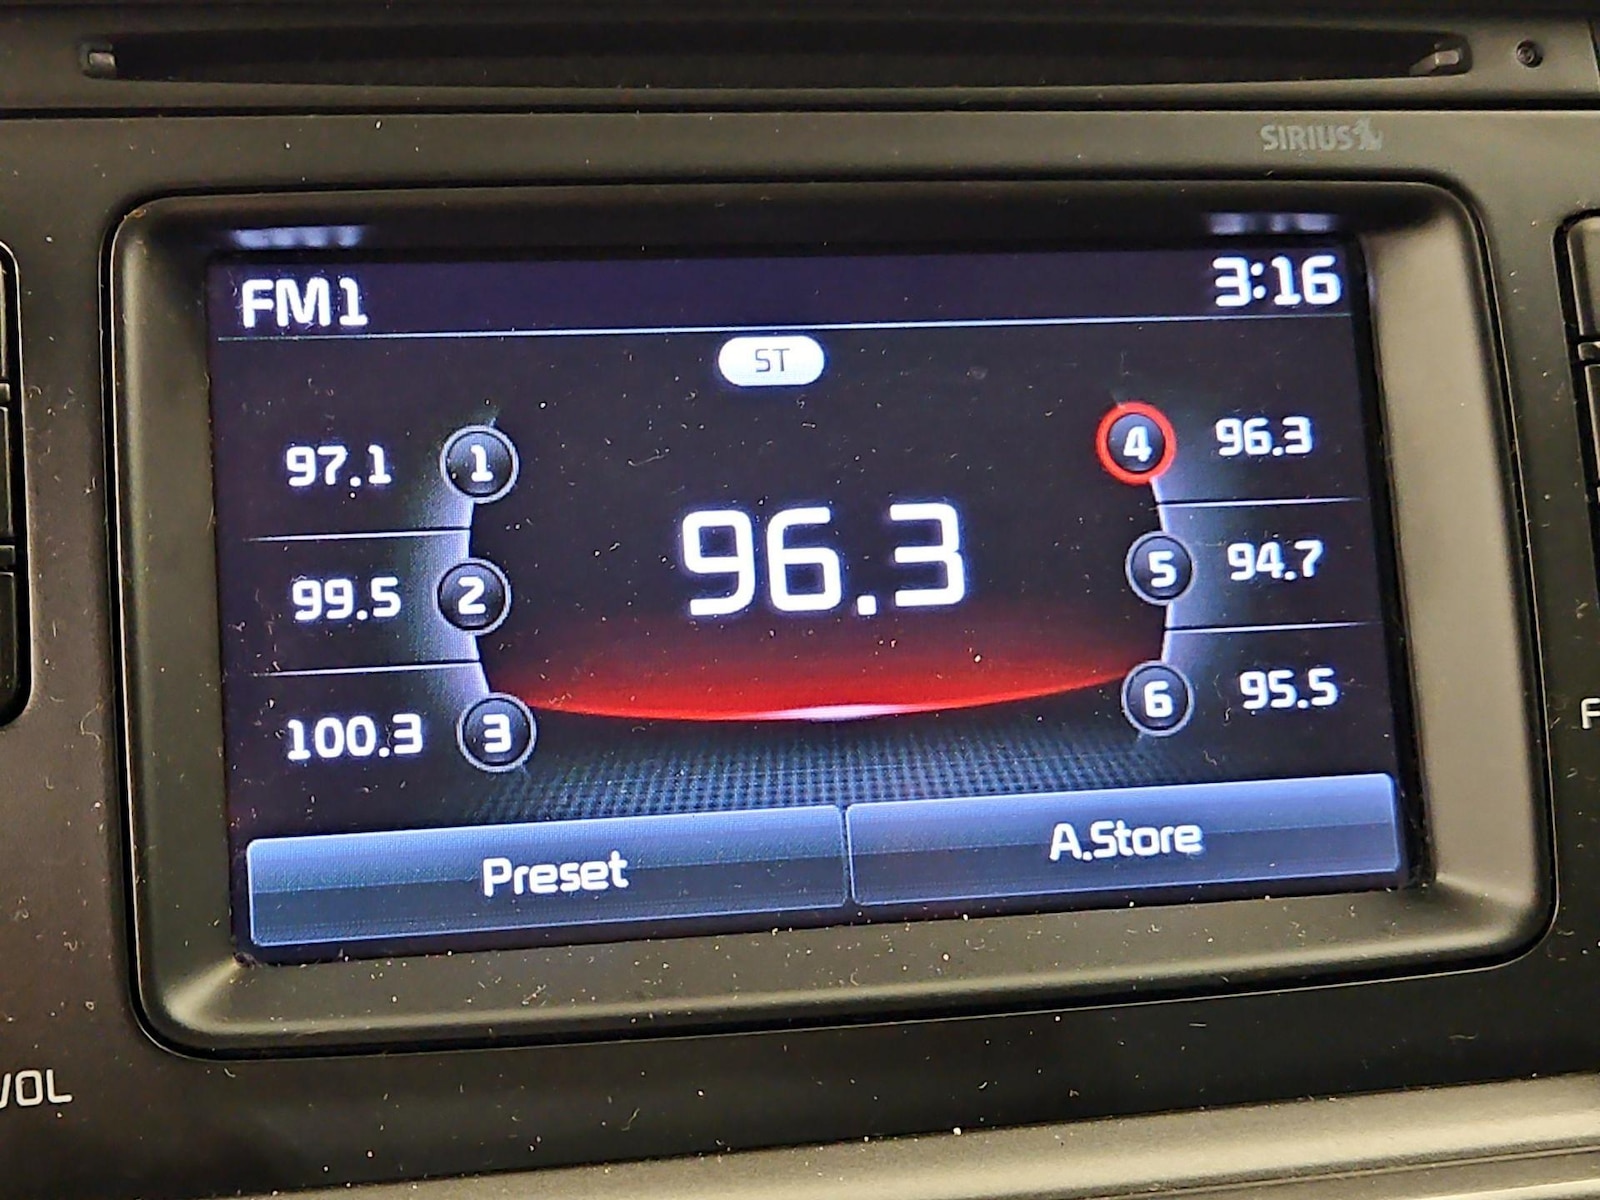 SIRIUS
FM1 3:16
ST
97.1 1
99.5 2
100.3 3
96.3
4 96.3
5 94.7
6 95.5
Preset A.Store
VOL